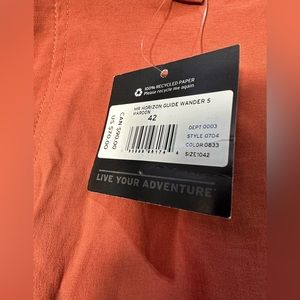 100% RECYCLED PAPER
Please recycle me again
MR HORIZON GUIDE WANDER S
MAROON
42
CAN $90.00
US $70.00
DEPT 0003
STYLE 0704
COLOR 0833
SIZE 1042
LIVE YOUR ADVENTURE